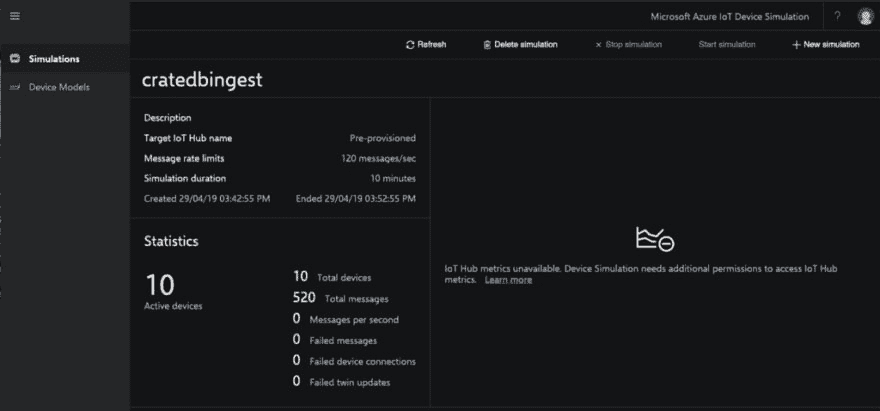 Microsoft Azure IoT Device Simulation ?
Refresh Delete simulation Stop simulation Start simulation New simulation
Simulations
Device Models
cratedbingest
Description
Target IoT Hub name Pre-provisioned
Message rate limits 120 messages/sec
Simulation duration 10 minutes
Created 29/04/19 03:42:55 PM Ended 29/04/19 03:52:55 PM
Statistics
10
Active devices
10 Total devices
520 Total messages
0 Messages per second
0 Failed messages
0 Failed device connections
0 Failed twin updates
IoT Hub metrics unavailable. Device Simulation needs additional permissions to access IoT Hub
metrics. Learn more